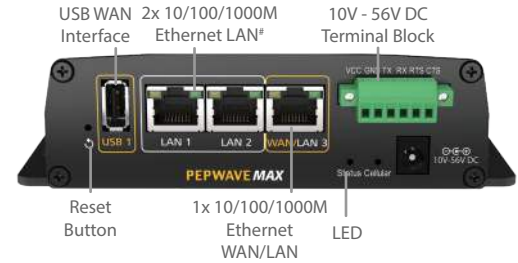 USB WAN
Interface
2x 10/100/1000M
Ethernet LAN#
10V - 56V DC
Terminal Block
VCC GND TX RX RTS CTS
USB 1
LAN 1
LAN 2
WAN/LAN 3
10V-56V DC
PEPWAVE MAX
Status Cellular
Reset
Button
1x 10/100/1000M
Ethernet
WAN/LAN
LED